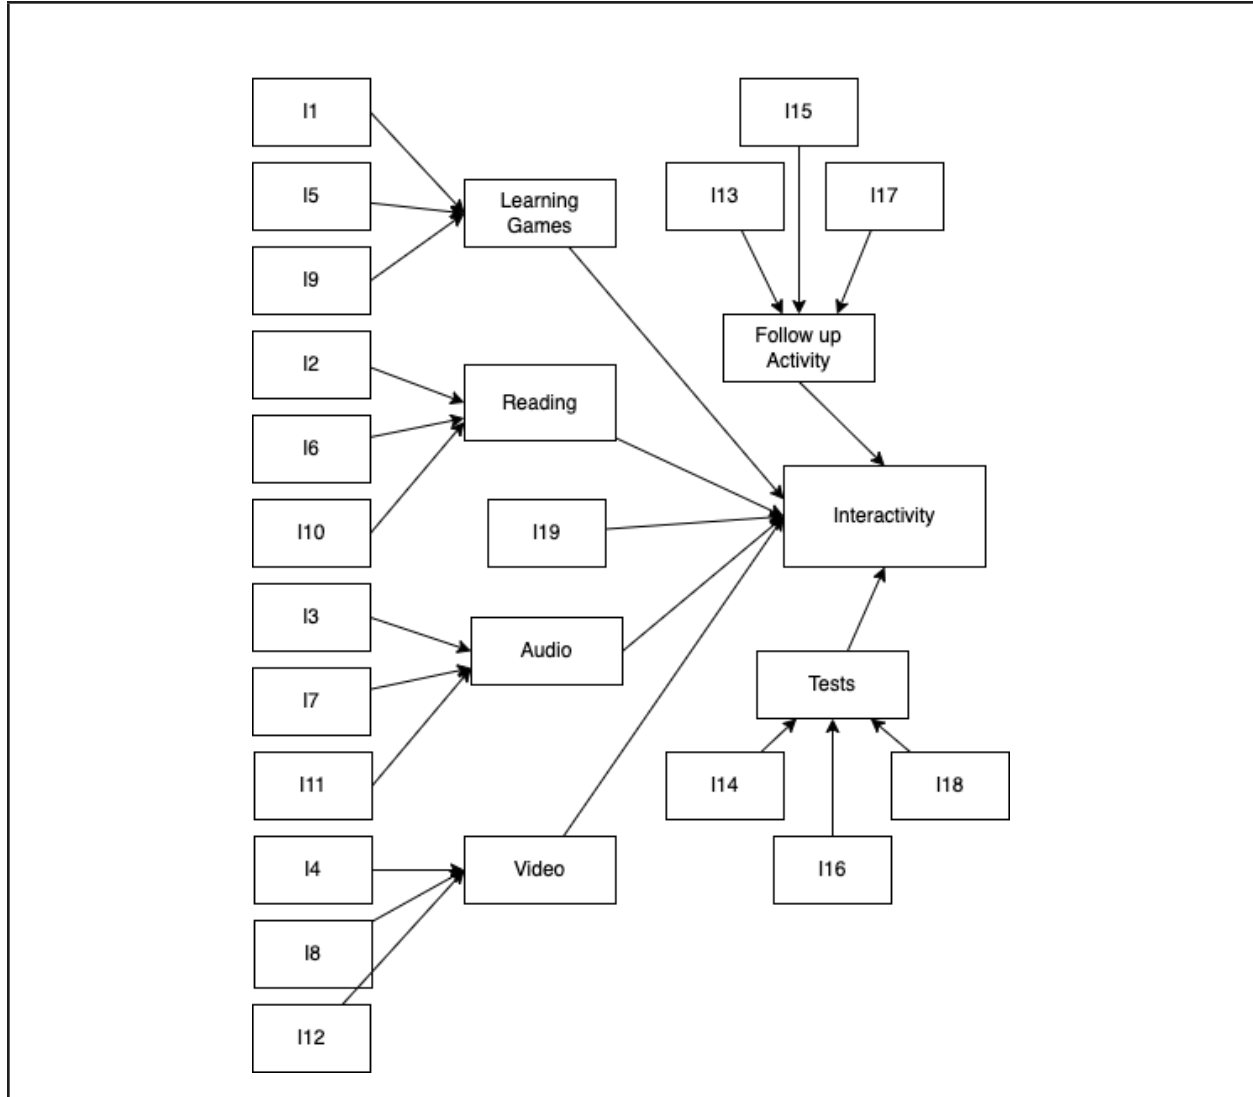 I1
I5
I9
I2
I6
I10
I3
I7
I11
I4
I8
I12
Learning
Games
Reading
I19
Audio
Video
I15
I13
I17
Follow up
Activity
Interactivity
Tests
I14
I18
I16